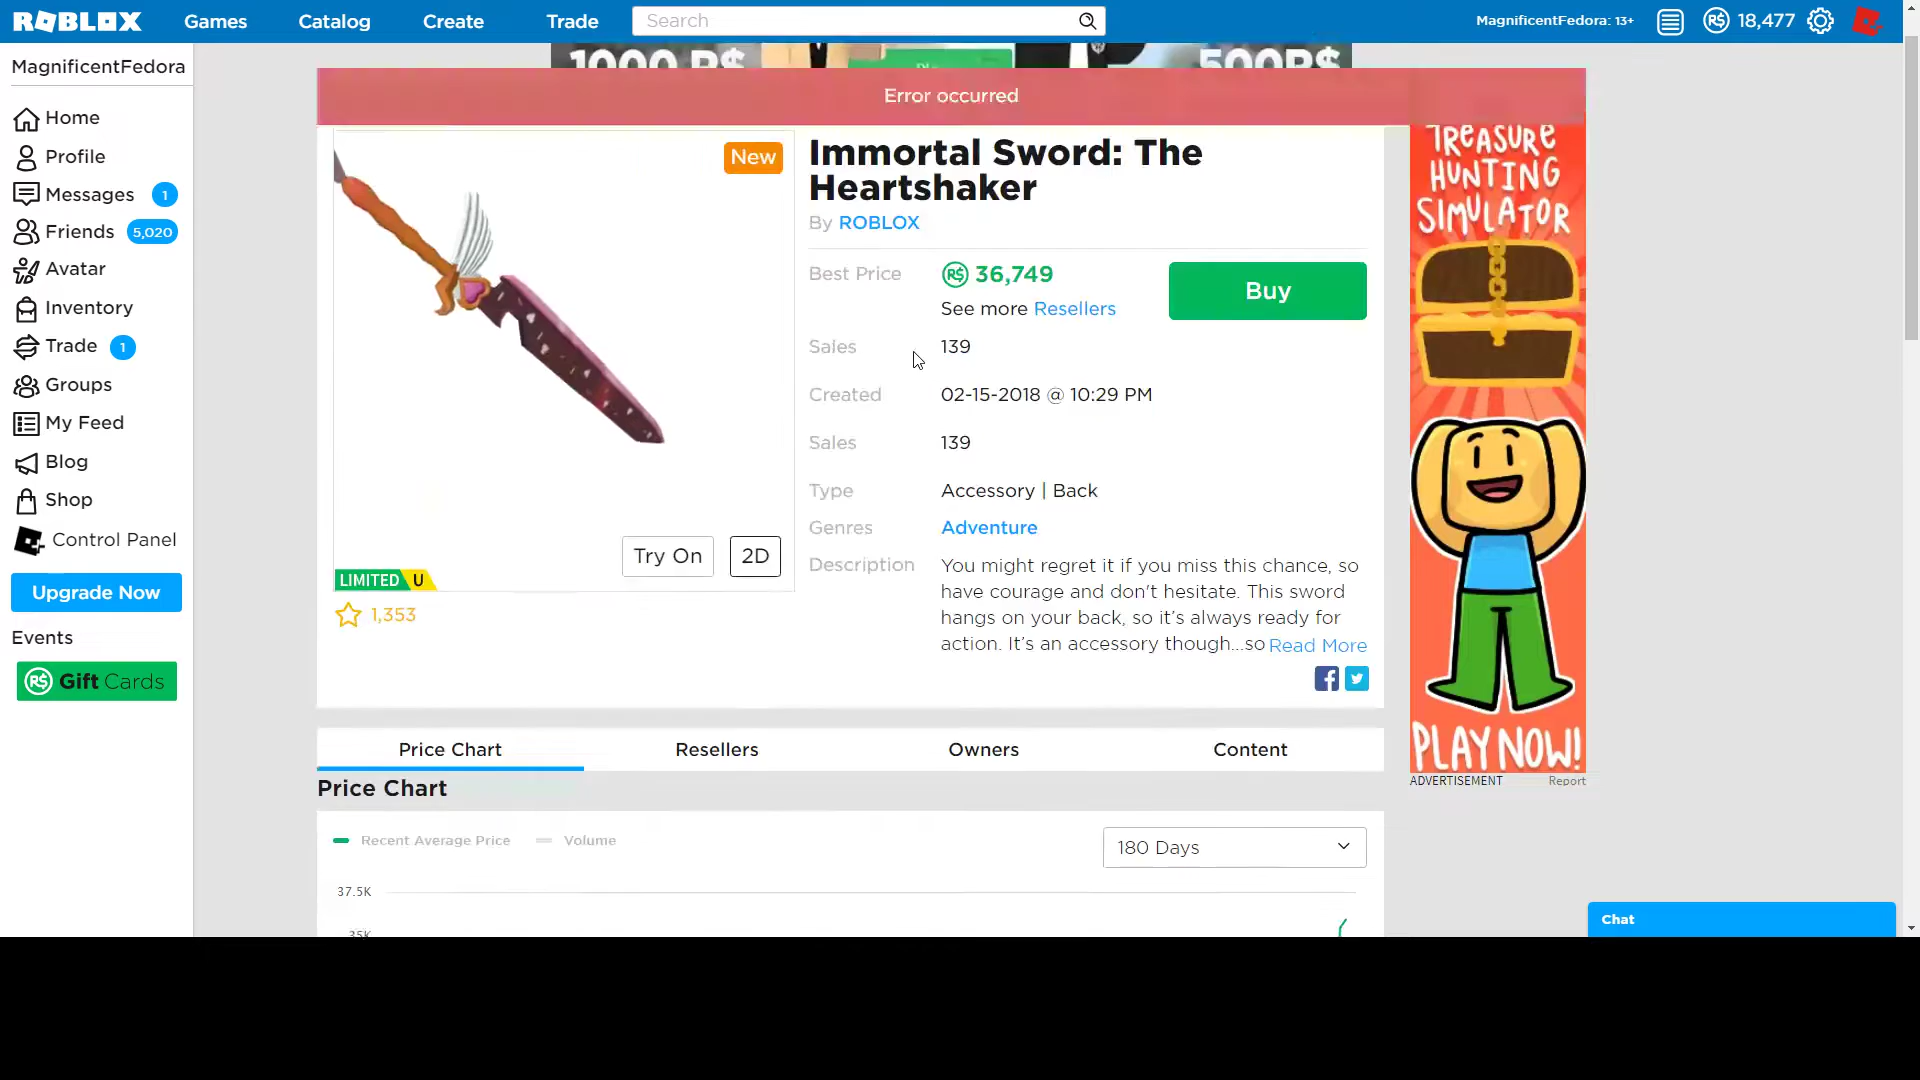 ROBLOX Games Catalog Create Trade Search MagnificentFedora: 13+ R$ 18,477
MagnificentFedora
Home
Profile
Messages 1
Friends 5,020
Avatar
Inventory
Trade 1
Groups
My Feed
Blog
Shop
Control Panel
Upgrade Now
Events
R$ Gift Cards
1000 R$ 500R$
Error occurred
New
LIMITED U
Try On 2D
1,353
Immortal Sword: The
Heartshaker
By ROBLOX
Best Price R$ 36,749 Buy
See more Resellers
Sales 139
Created 02-15-2018 @ 10:29 PM
Sales 139
Type Accessory | Back
Genres Adventure
Description You might regret it if you miss this chance, so
have courage and don't hesitate. This sword
hangs on your back, so it’s always ready for
action. It’s an accessory though...so Read More
TREASURE
HUNTING
SIMULATOR
PLAY NOW!
ADVERTISEMENT Report
Price Chart Resellers Owners Content
Price Chart
Recent Average Price Volume 180 Days
37.5K
35K
Chat